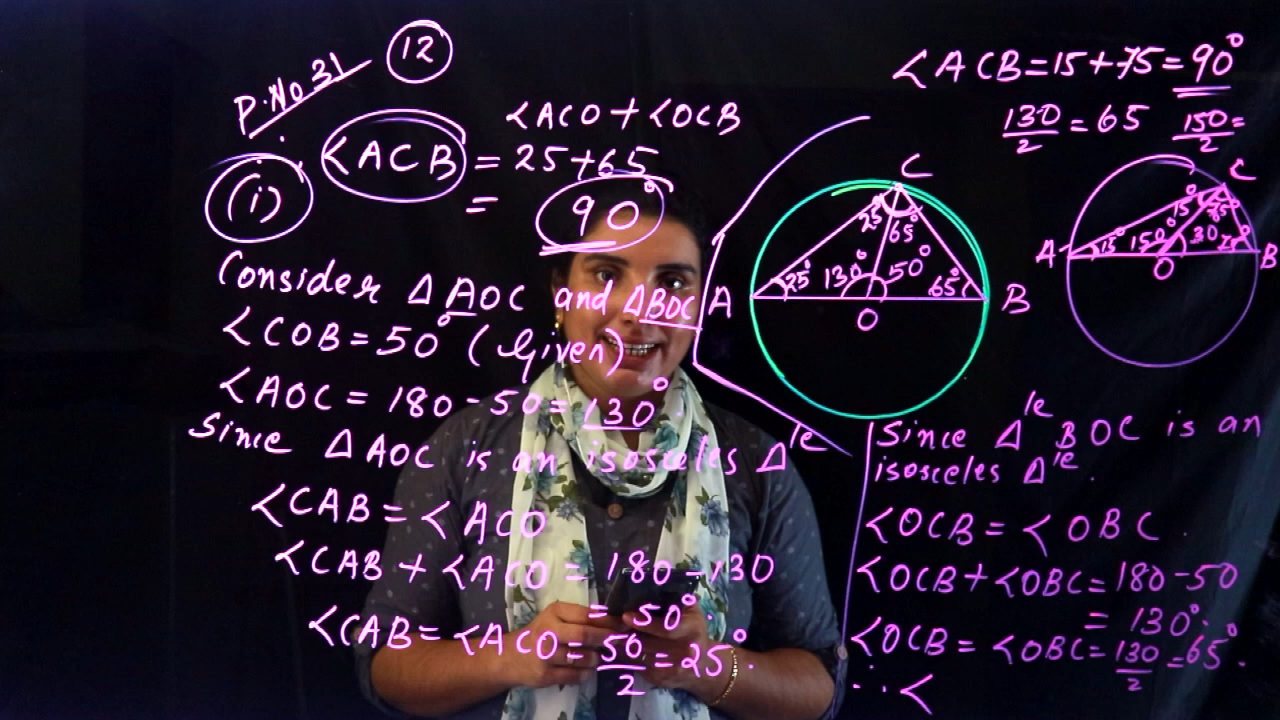 P.No 31
12
(i)
<ACO + <OCB
<ACB = 25+65
= 90°
Consider Δ AOC and ΔBOC
<COB = 50° (Given)
<AOC = 180 - 50 = 130°.
Since Δ AOC is an isosceles Δle
<CAB = <ACO
<CAB + <ACO = 180 - 130
= 50°.
<CAB = <ACO = 50/2 = 25°.
C
25° 65°
25° 130° 50° 65°
A O B
<ACB = 15 + 75 = 90°
130/2 = 65 150/2 =
C
15° 75°
A 15° 150° 30 75° B
O
Since Δle BOC is an
isosceles Δle.
<OCB = <OBC.
<OCB + <OBC = 180 - 50
= 130°.
<OCB = <OBC = 130/2 = 65°.
∴ <